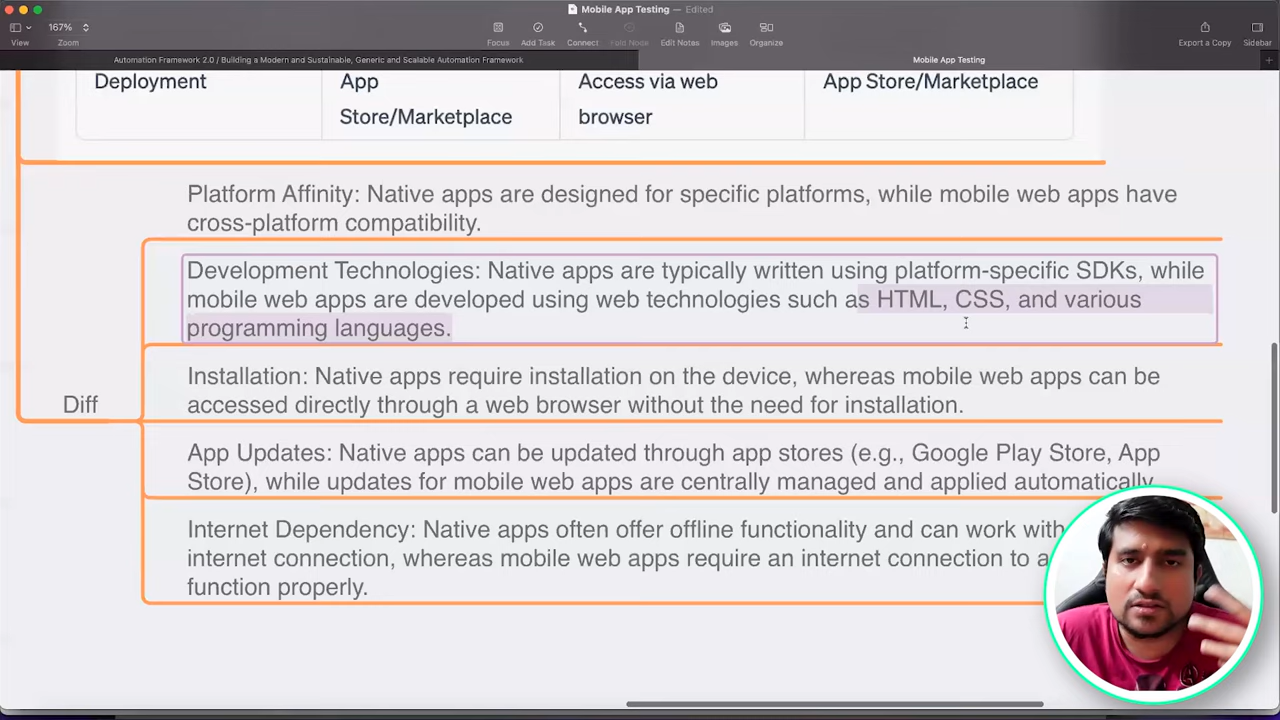 Mobile App Testing — Edited
167%
View
Zoom
Focus
Add Task
Connect
Fold Node
Edit Notes
Images
Organize
Export a Copy
Sidebar
Automation Framework 2.0 / Building a Modern and Sustainable, Generic and Scalable Automation Framework
Mobile App Testing
Deployment
App
Store/Marketplace
Access via web
browser
App Store/Marketplace
Platform Affinity: Native apps are designed for specific platforms, while mobile web apps have
cross-platform compatibility.
Development Technologies: Native apps are typically written using platform-specific SDKs, while
mobile web apps are developed using web technologies such as HTML, CSS, and various
programming languages.
Installation: Native apps require installation on the device, whereas mobile web apps can be
accessed directly through a web browser without the need for installation.
Diff
App Updates: Native apps can be updated through app stores (e.g., Google Play Store, App
Store), while updates for mobile web apps are centrally managed and applied automatically.
Internet Dependency: Native apps often offer offline functionality and can work with
internet connection, whereas mobile web apps require an internet connection to
function properly.